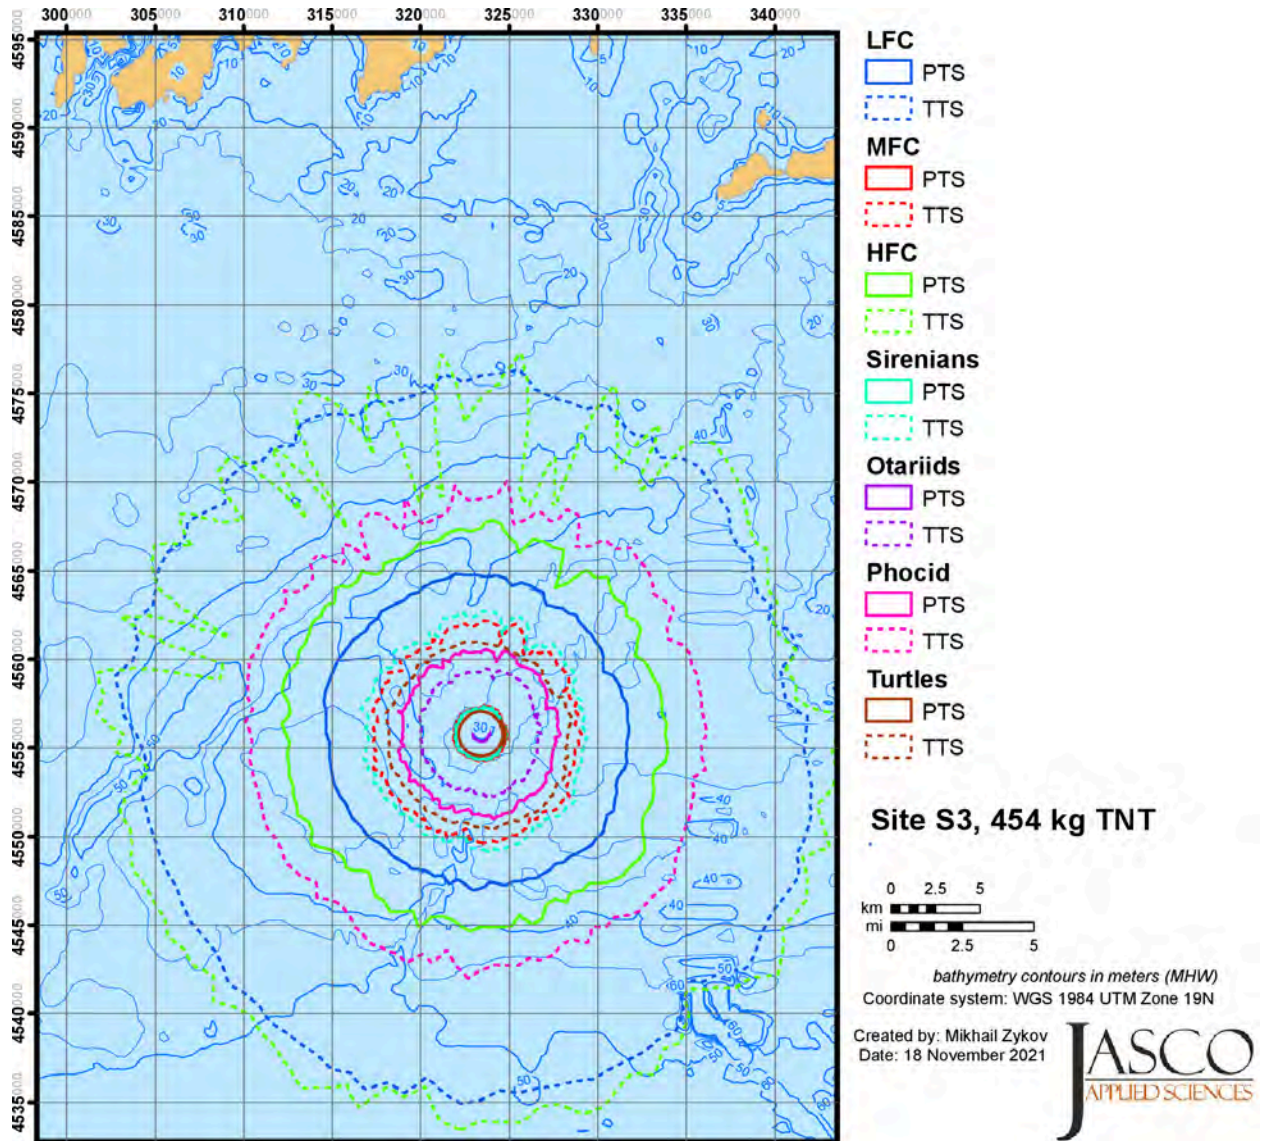 300000 305000 310000 315000 320000 325000 330000 335000 340000
4595000
4590000
4585000
4580000
4575000
4570000
4565000
4560000
4555000
4550000
4545000
4540000
4535000
LFC
PTS
TTS
MFC
PTS
TTS
HFC
PTS
TTS
Sirenians
PTS
TTS
Otariids
PTS
TTS
Phocid
PTS
TTS
Turtles
PTS
TTS
Site S3, 454 kg TNT
0 2.5 5
km
mi
0 2.5 5
bathymetry contours in meters (MHW)
Coordinate system: WGS 1984 UTM Zone 19N
Created by: Mikhail Zykov
Date: 18 November 2021
JASCO
APPLIED SCIENCES